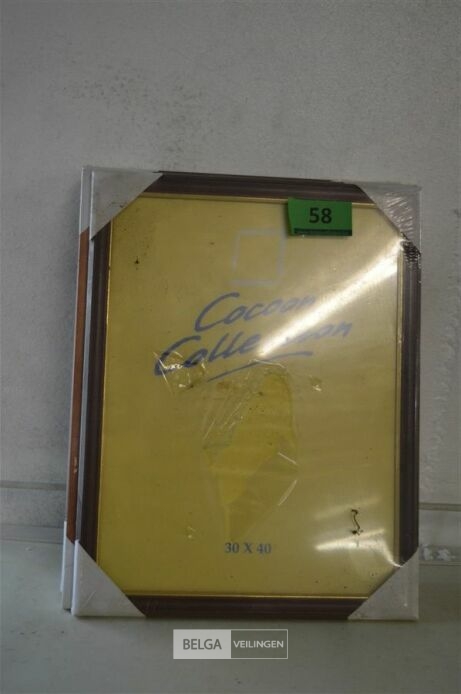 58
Cocoon
Collection
30 X 40
BELGA VEILINGEN